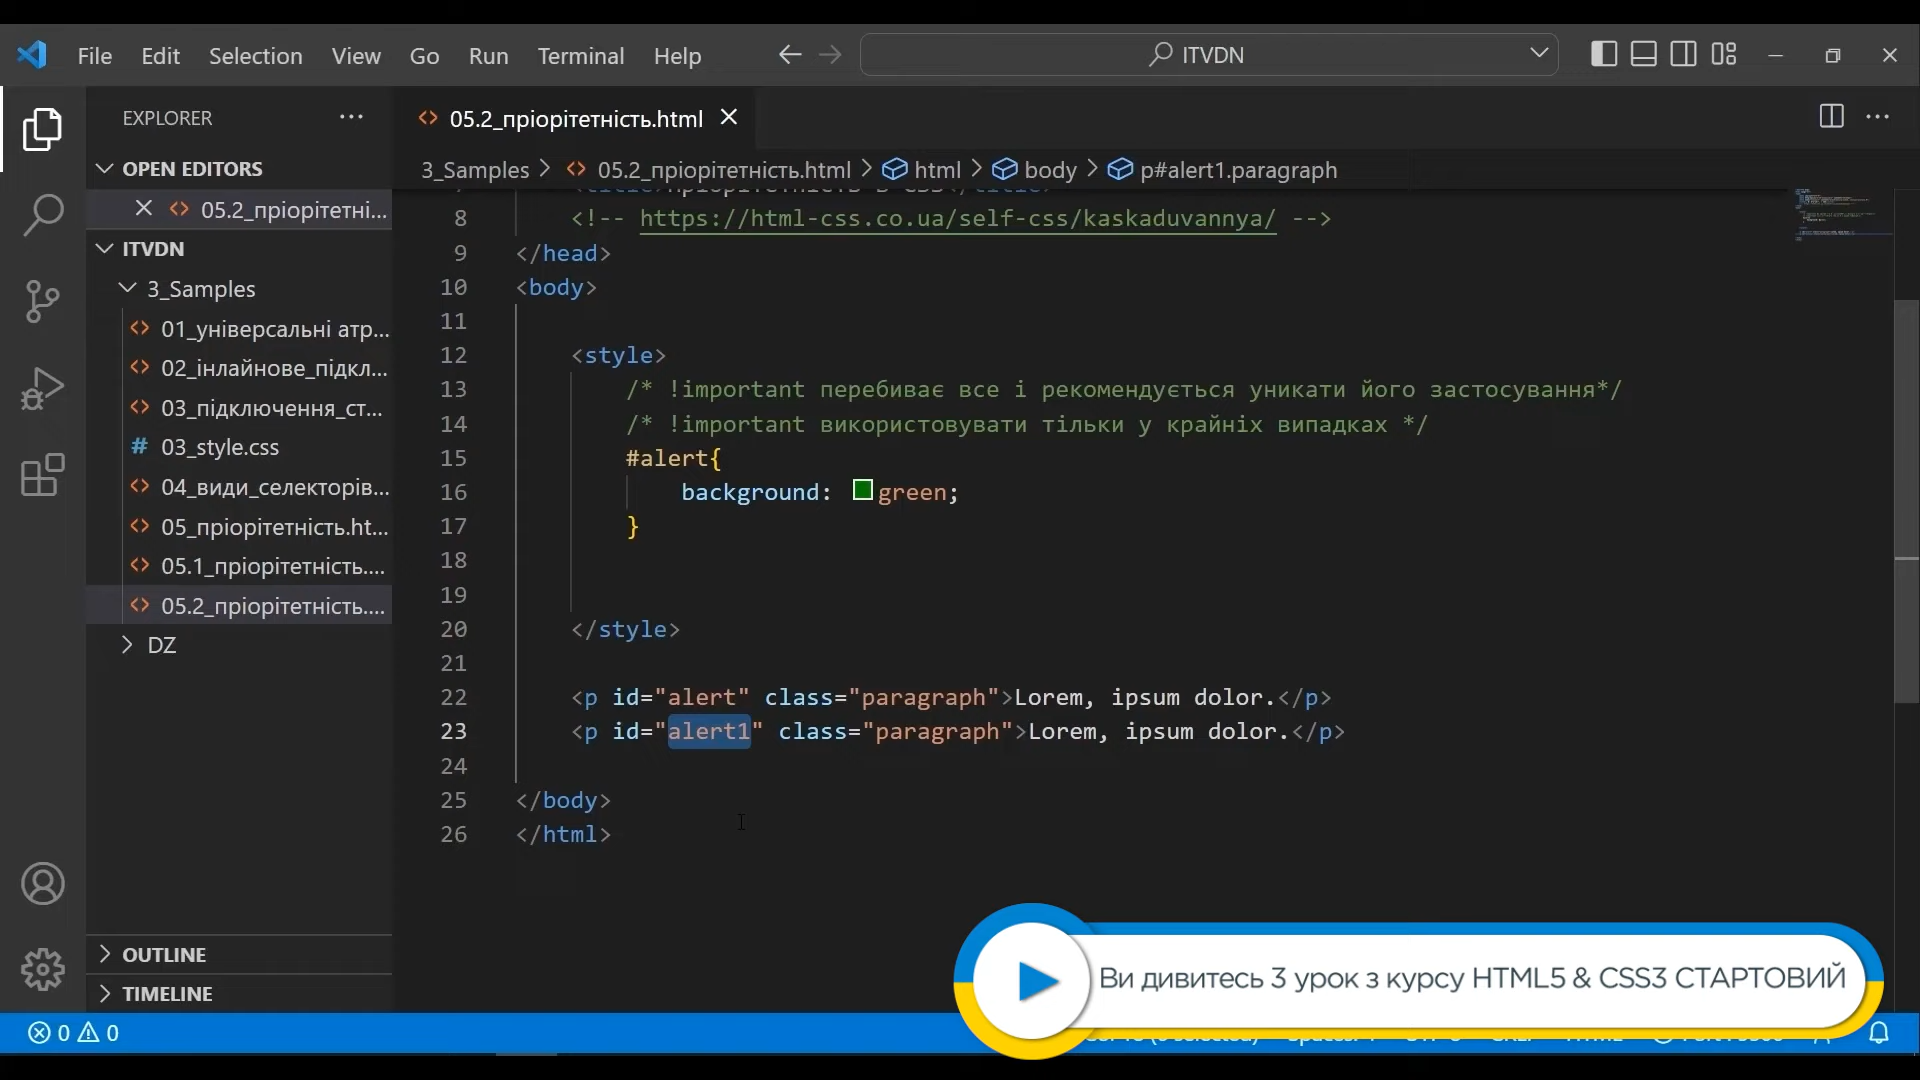 File Edit Selection View Go Run Terminal Help
ITVDN
EXPLORER
OPEN EDITORS
05.2_пріорітетні...
ITVDN
3_Samples
01_універсальні атр...
02_інлайнове_підкл...
03_підключення_ст...
03_style.css
04_види_селекторів...
05_пріорітетність.ht...
05.1_пріорітетність....
05.2_пріорітетність....
DZ
OUTLINE
TIMELINE
05.2_пріорітетність.html
3_Samples > 05.2_пріорітетність.html > html > body > p#alert1.paragraph
8 <!-- https://html-css.co.ua/self-css/kaskaduvannya/ -->
9 </head>
10 <body>
11
12 <style>
13 /* !important перебиває все і рекомендується уникати його застосування*/
14 /* !important використовувати тільки у крайніх випадках */
15 #alert{
16 background: green;
17 }
18
19
20 </style>
21
22 <p id="alert" class="paragraph">Lorem, ipsum dolor.</p>
23 <p id="alert1" class="paragraph">Lorem, ipsum dolor.</p>
24
25 </body>
26 </html>
Ви дивитесь 3 урок з курсу HTML5 & CSS3 СТАРТОВИЙ
0 0